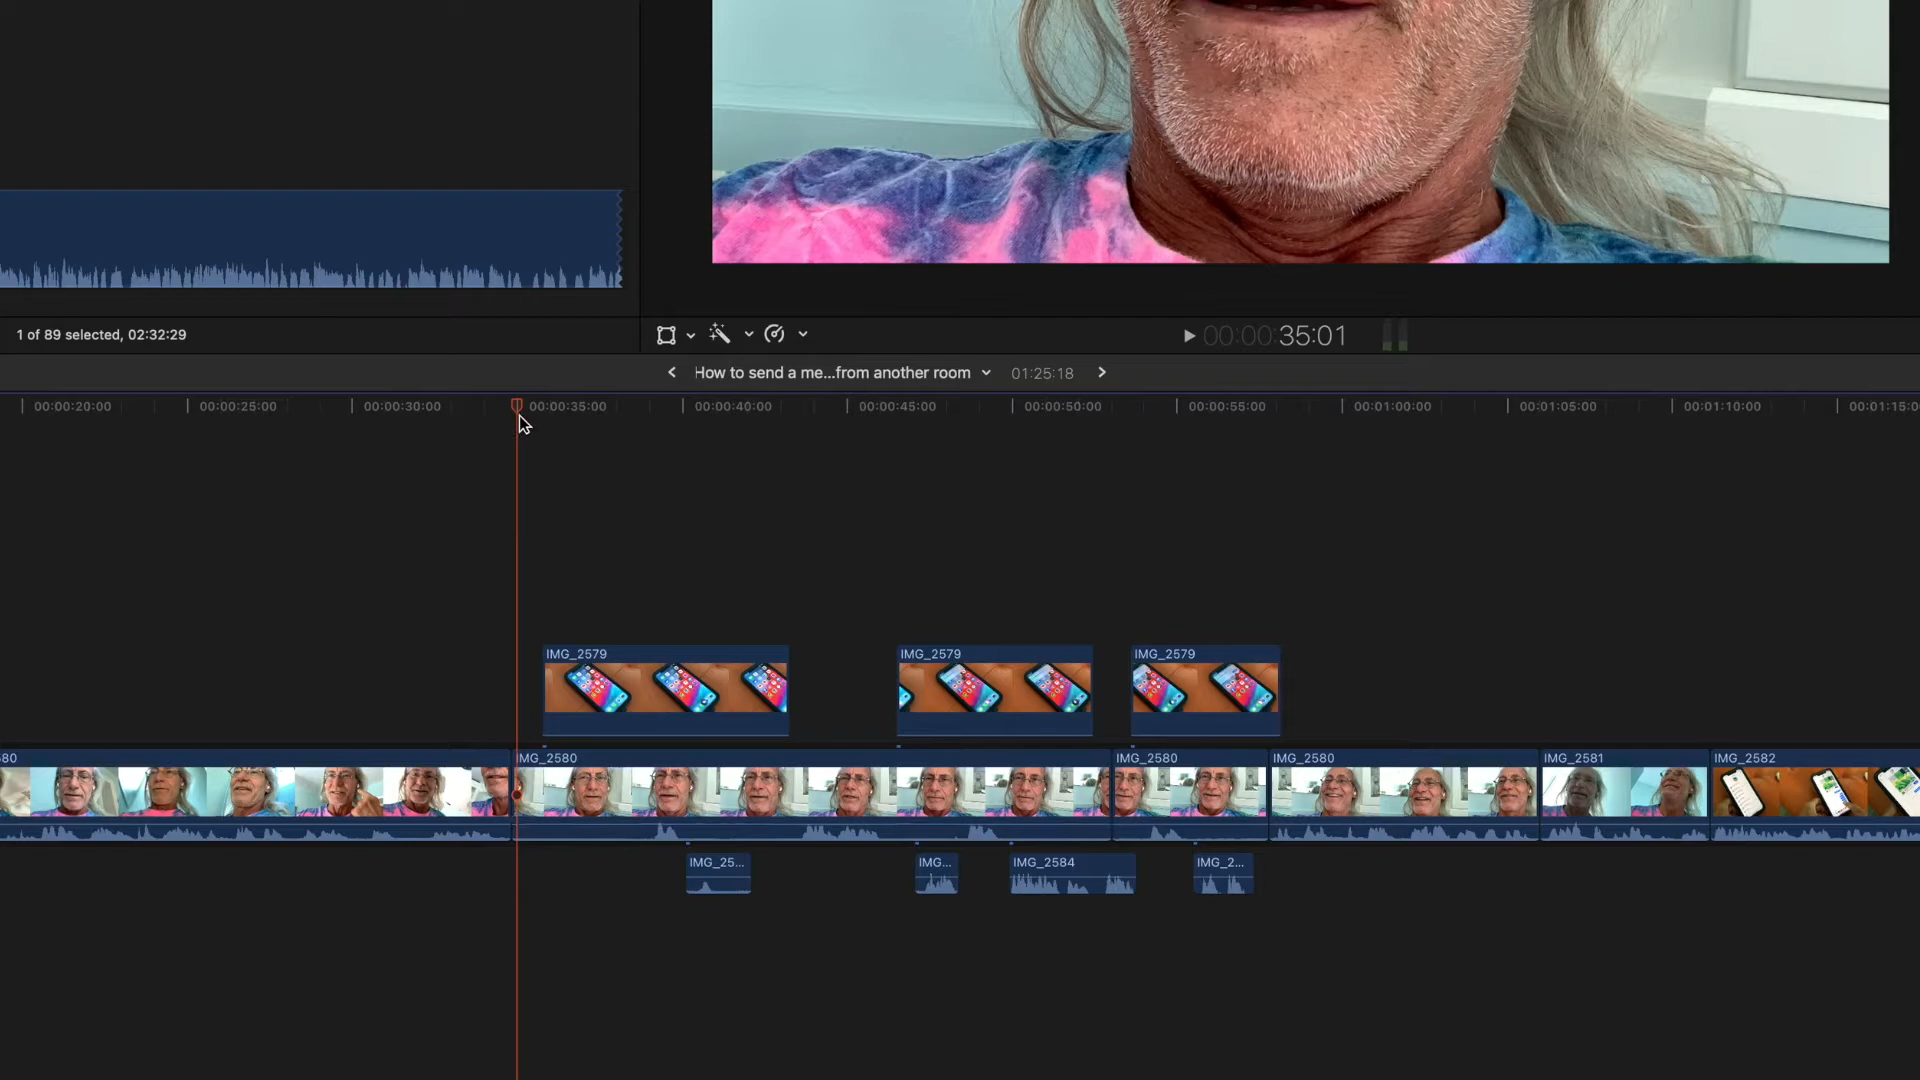 1 of 89 selected, 02:32:29
00:00:35:01
How to send a me...from another room
01:25:18
00:00:20:00
00:00:25:00
00:00:30:00
00:00:35:00
00:00:40:00
00:00:45:00
00:00:50:00
00:00:55:00
00:01:00:00
00:01:05:00
00:01:10:00
00:01:15:0
IMG_2579
IMG_2579
IMG_2579
80
IMG_2580
IMG_2580
IMG_2580
IMG_2581
IMG_2582
IMG_25...
IMG...
IMG_2584
IMG_2...